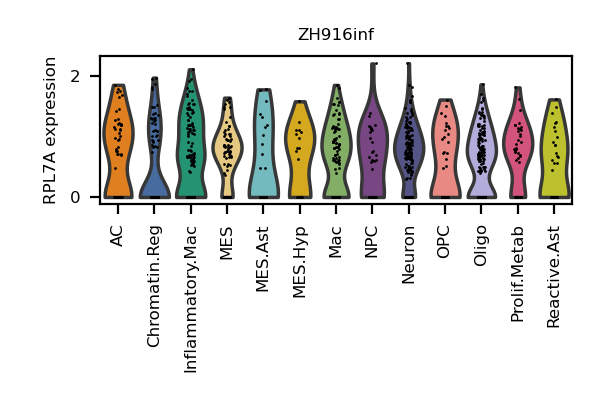 ZH916inf
RPL7A expression
2
0
AC
Chromatin.Reg
Inflammatory.Mac
MES
MES.Ast
MES.Hyp
Mac
NPC
Neuron
OPC
Oligo
Prolif.Metab
Reactive.Ast